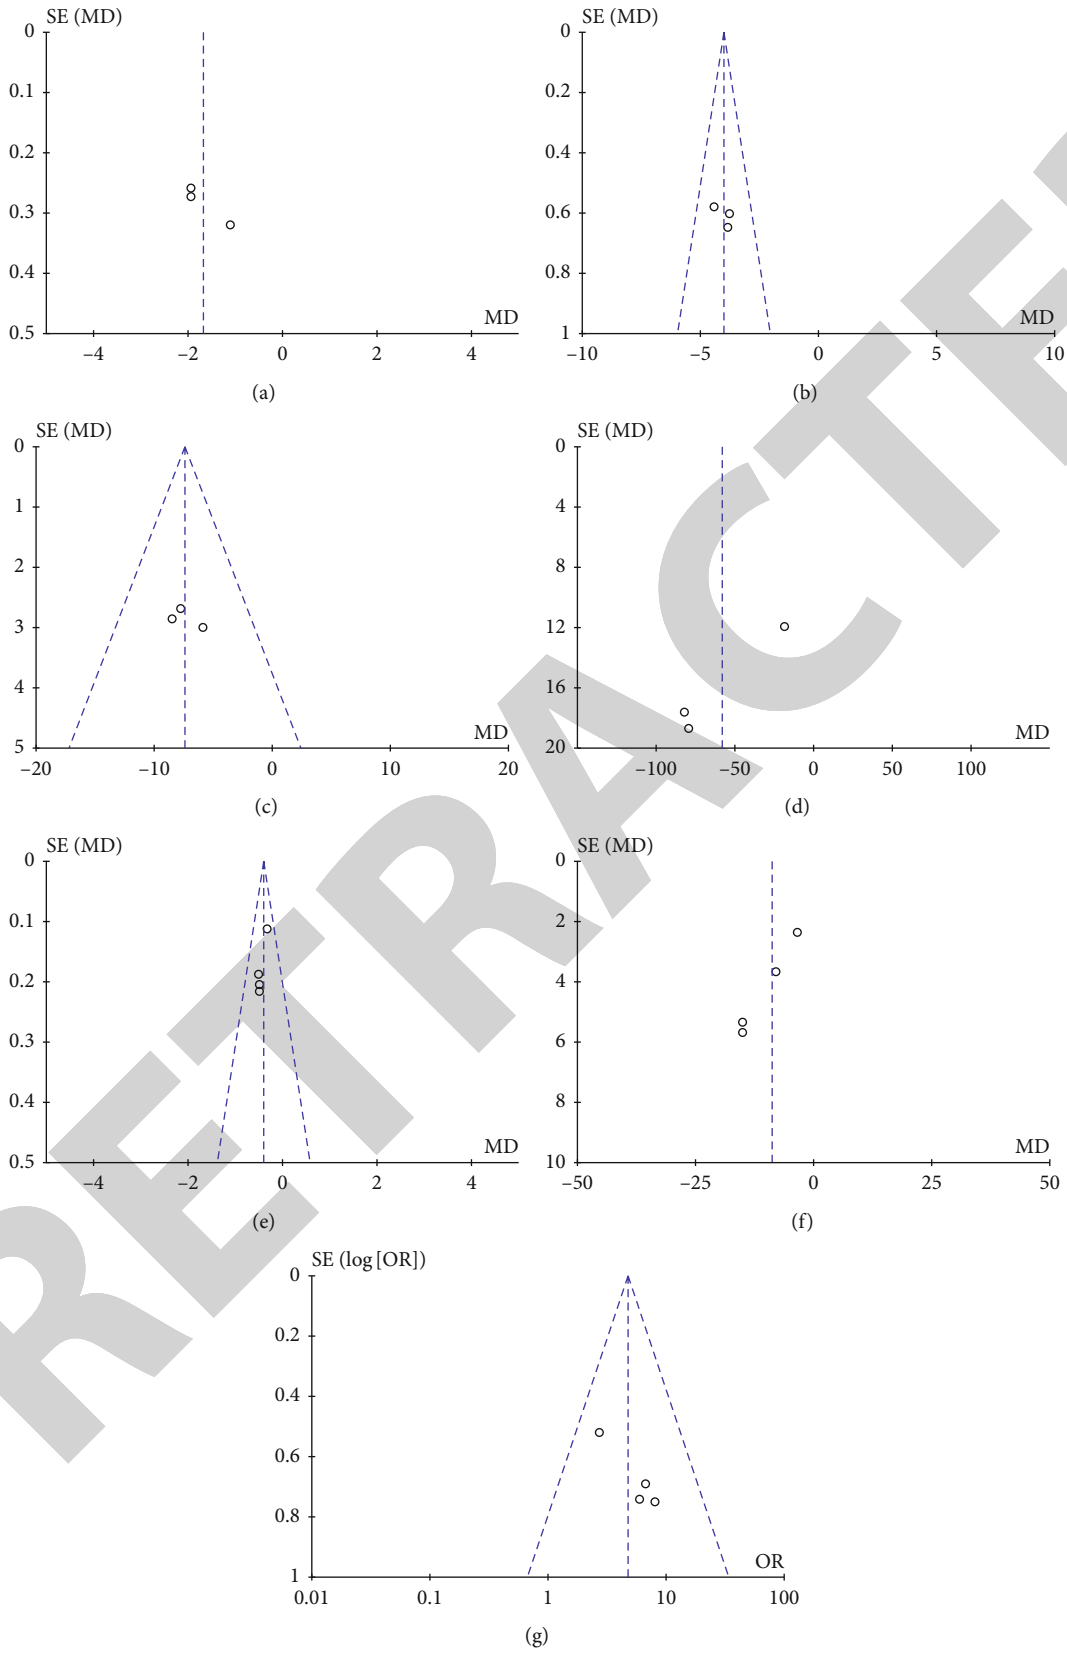 SE (MD)
0
0.1
0.2
0.3
0.4
0.5
MD
–4 –2 0 2 4
(a)
SE (MD)
0
0.2
0.4
0.6
0.8
1
MD
–10 –5 0 5 10
(b)
SE (MD)
0
1
2
3
4
5
MD
–20 –10 0 10 20
(c)
SE (MD)
0
4
8
12
16
20
MD
–100 –50 0 50 100
(d)
SE (MD)
0
0.1
0.2
0.3
0.4
0.5
MD
–4 –2 0 2 4
(e)
SE (MD)
0
2
4
6
8
10
MD
–50 –25 0 25 50
(f)
SE (log [OR])
0
0.2
0.4
0.6
0.8
1
OR
0.01 0.1 1 10 100
(g)
RETRACTE